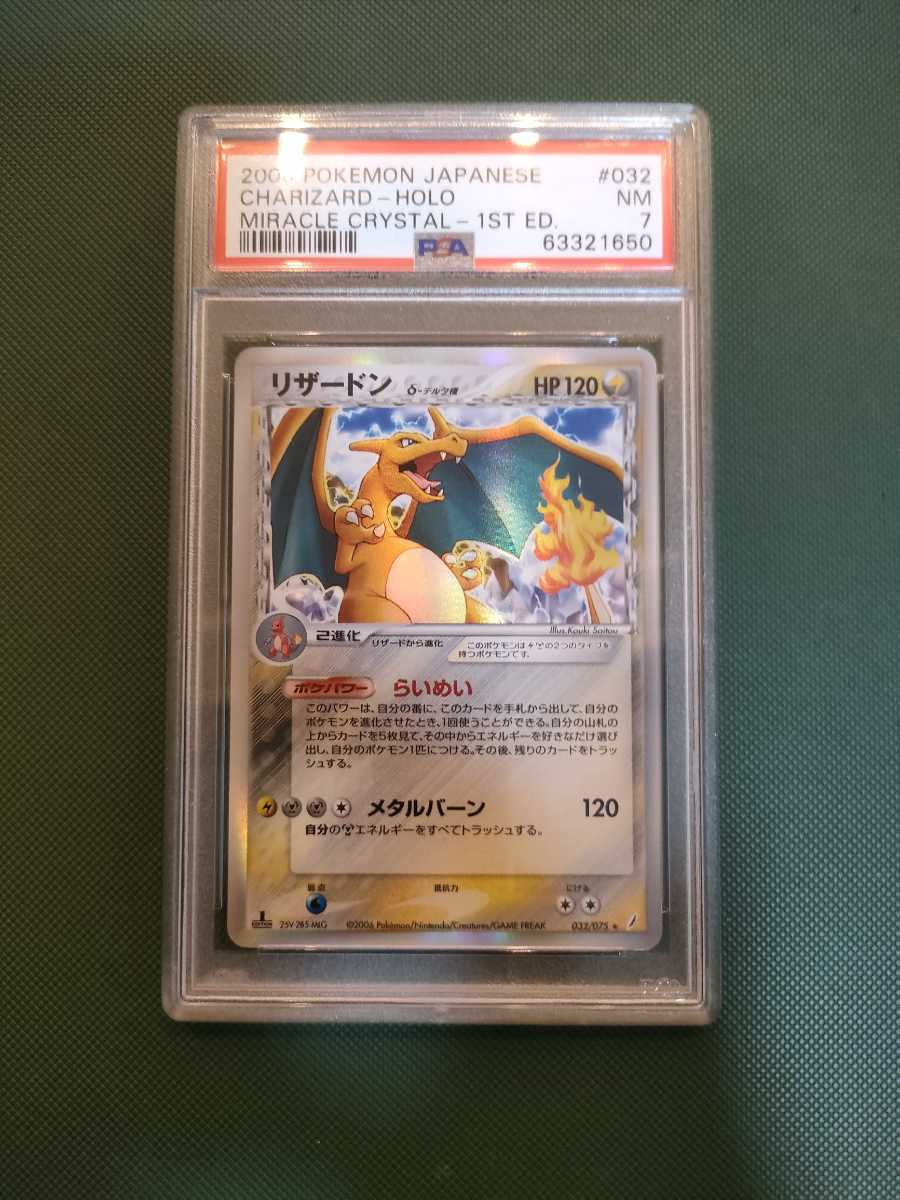 POKEMON JAPANESE #032
CHARIZARD-HOLO NM
MIRACLE CRYSTAL-1ST ED. 7
PSA 63321650
リザードン δ-デルタ種 HP120
Illus. Kouki Saitou
2進化 リザードから進化
このポケモンは の2つのタイプを
持つポケモンです。
ポケパワー らいめい
このパワーは、自分の番に、このカードを手札から出して、自分の
ポケモンを進化させたとき、1回使うことができる。自分の山札の
上からカードを5枚見て、その中からエネルギーを好きなだけ選び
出し、自分のポケモン1匹につける。その後、残りのカードをトラッ
シュする。
メタルバーン 120
自分の エネルギーをすべてトラッシュする。
弱点 抵抗力 にげる
1 EDITION ©2006 Pokémon/Nintendo/Creatures/GAME FREAK 032/075 ★